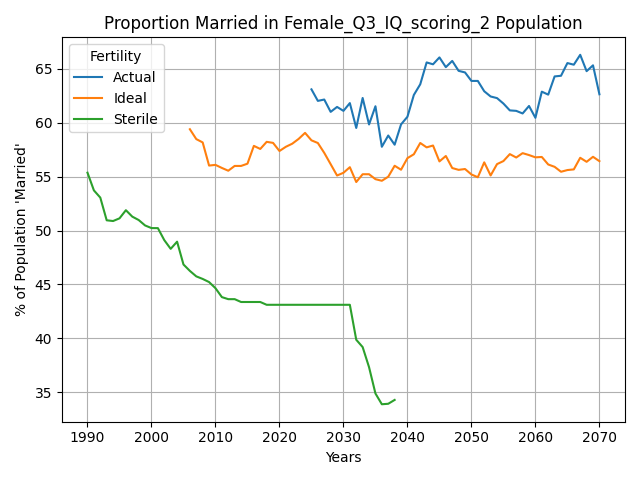 Proportion Married in Female_Q3_IQ_scoring_2 Population
Fertility
Actual
Ideal
Sterile
% of Population 'Married'
65
60
55
50
45
40
35
1990 2000 2010 2020 2030 2040 2050 2060 2070
Years